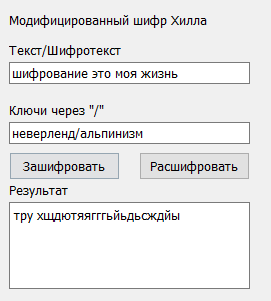 Модифицированный шифр Хилла
Текст/Шифротекст
шифрование это моя жизнь
Ключи через "/"
неверленд/альпинизм
Зашифровать Расшифровать
Результат
тру хщдютяягггьйьдьсждйы